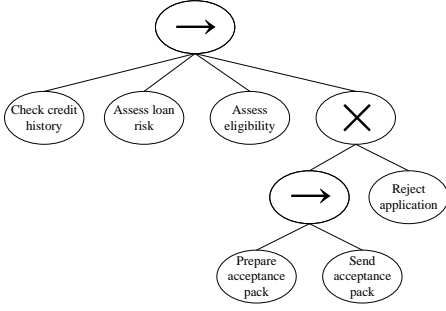 →
Check credit
history
Assess loan
risk
Assess
eligibility
×
→
Reject
application
Prepare
acceptance
pack
Send
acceptance
pack